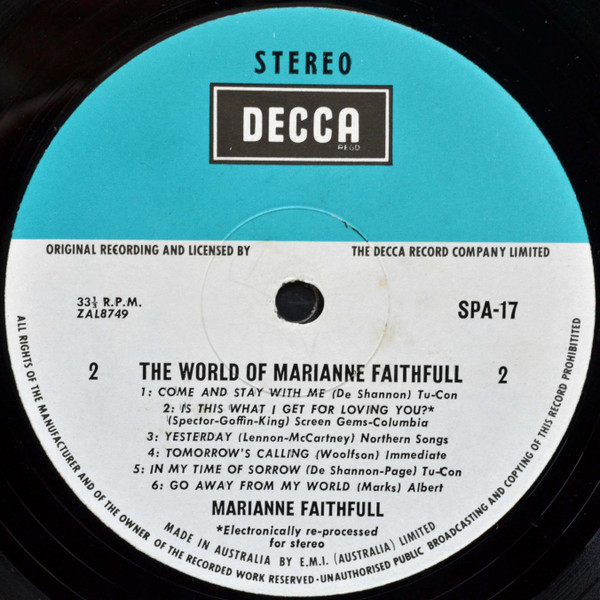 STEREO
DECCA
REGD
ORIGINAL RECORDING AND LICENSED BY THE DECCA RECORD COMPANY LIMITED
33⅓ R.P.M.
ZAL8749
SPA-17
2 THE WORLD OF MARIANNE FAITHFULL 2
1: COME AND STAY WITH ME (De Shannon) Tu-Con
2: IS THIS WHAT I GET FOR LOVING YOU?*
(Spector-Goffin-King) Screen Gems-Columbia
3: YESTERDAY (Lennon-McCartney) Northern Songs
4: TOMORROW'S CALLING (Woolfson) Immediate
5: IN MY TIME OF SORROW (De Shannon-Page) Tu-Con
6: GO AWAY FROM MY WORLD (Marks) Albert
MARIANNE FAITHFULL
*Electronically re-processed
for stereo
MADE IN AUSTRALIA BY E.M.I. (AUSTRALIA) LIMITED
ALL RIGHTS OF THE MANUFACTURER AND OF THE OWNER OF THE RECORDED WORK RESERVED·UNAUTHORISED PUBLIC BROADCASTING AND COPYING OF THIS RECORD PROHIBITITED